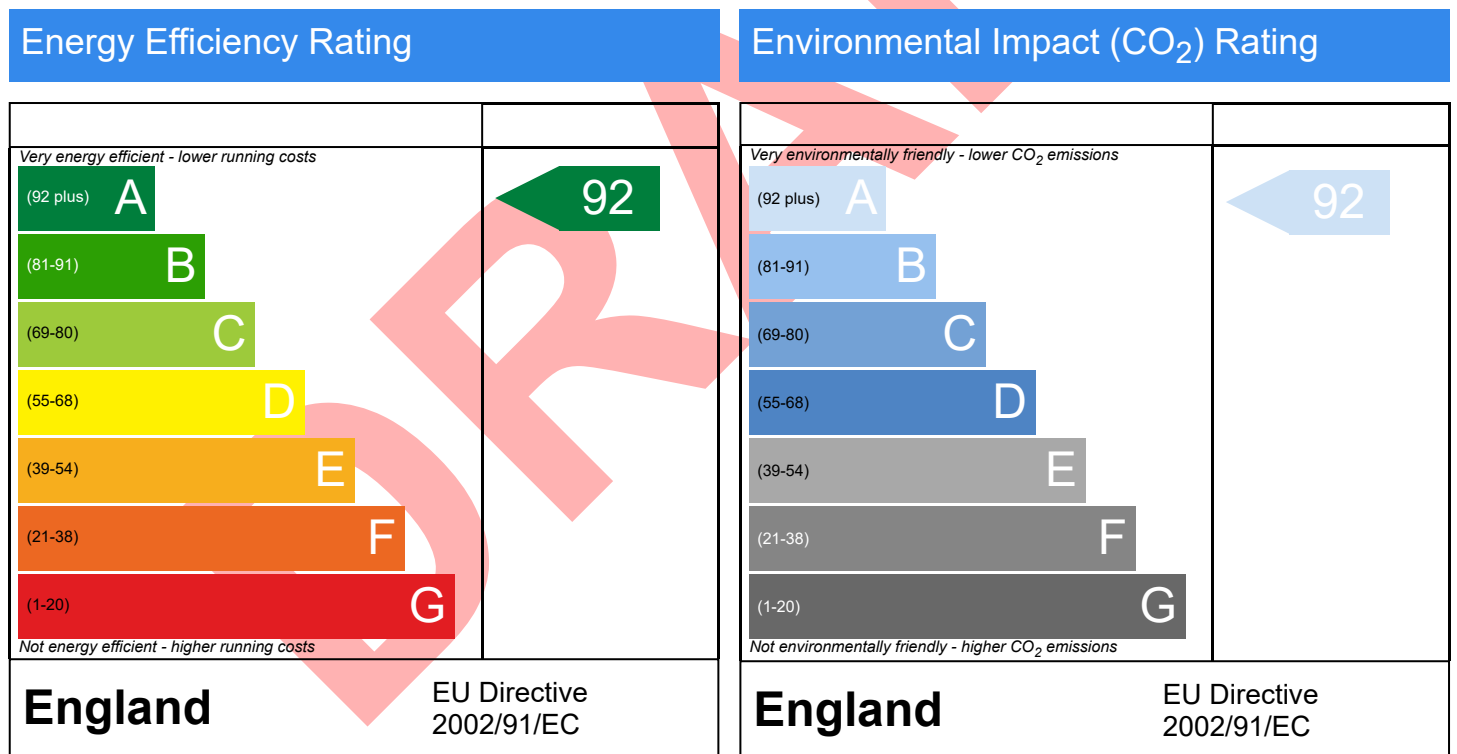 Energy Efficiency Rating
Very energy efficient - lower running costs
(92 plus) A
92
(81-91) B
(69-80) C
(55-68) D
(39-54) E
(21-38) F
(1-20) G
Not energy efficient - higher running costs
England
EU Directive
2002/91/EC
Environmental Impact (CO2) Rating
Very environmentally friendly - lower CO2 emissions
(92 plus) A
92
(81-91) B
(69-80) C
(55-68) D
(39-54) E
(21-38) F
(1-20) G
Not environmentally friendly - higher CO2 emissions
England
EU Directive
2002/91/EC